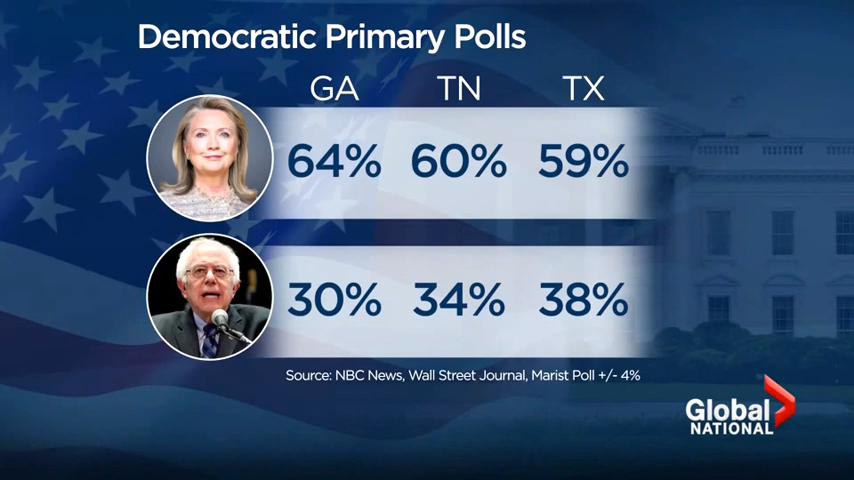 Democratic Primary Polls
GA TN TX
64% 60% 59%
30% 34% 38%
Source: NBC News, Wall Street Journal, Marist Poll +/- 4%
Global
NATIONAL